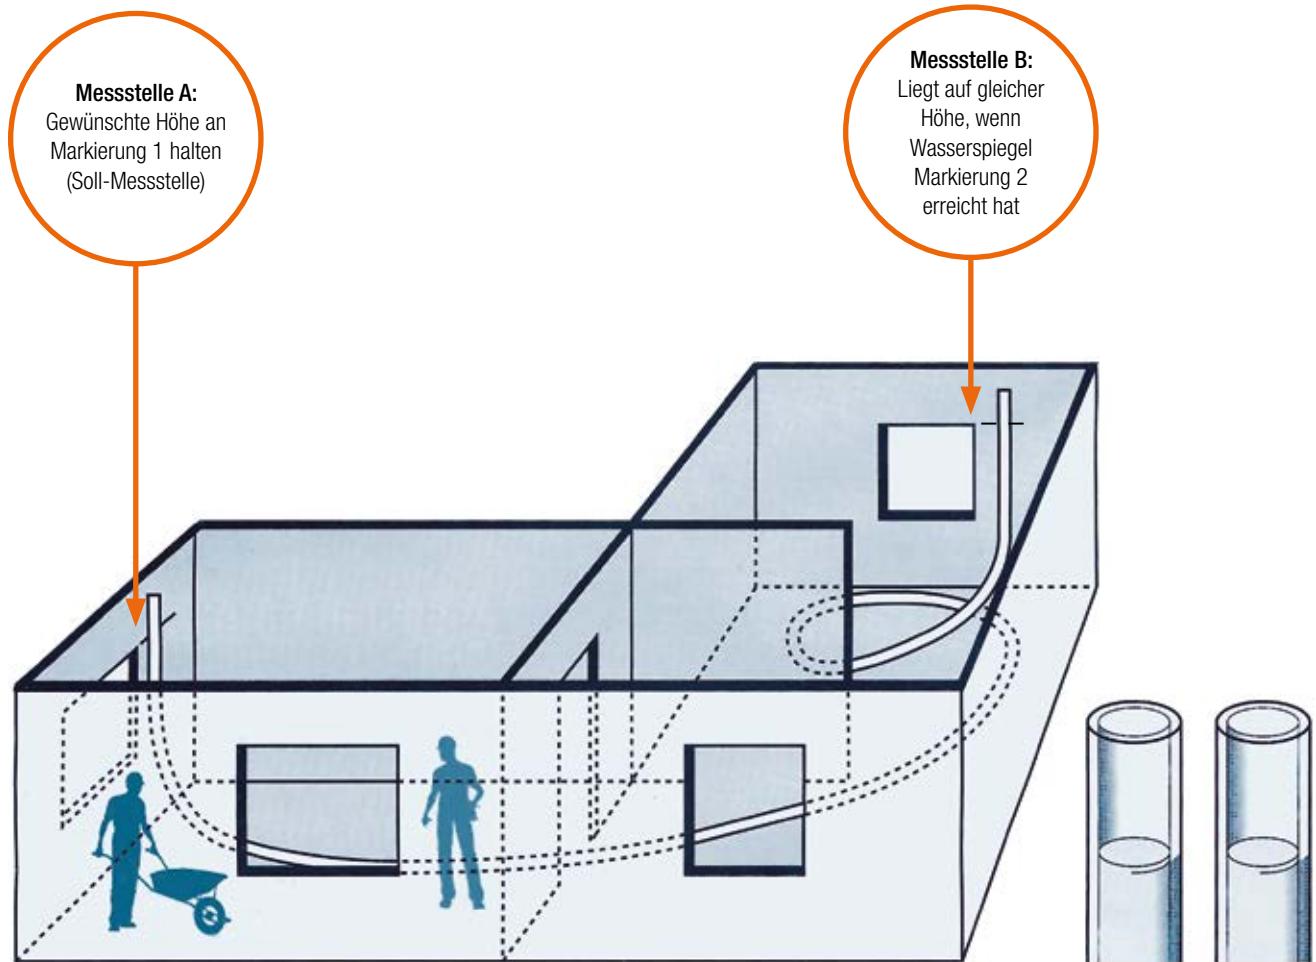 Messstelle A:
Gewünschte Höhe an
Markierung 1 halten
(Soll-Messstelle)
Messstelle B:
Liegt auf gleicher
Höhe, wenn
Wasserspiegel
Markierung 2
erreicht hat